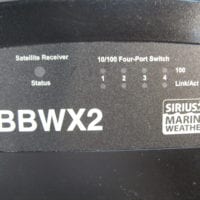 Satellite Receiver
10/100 Four-Port Switch
100
1 2 3 4
Status
Link/Act
BBWX2
SIRIUS
MARINE
WEATHER